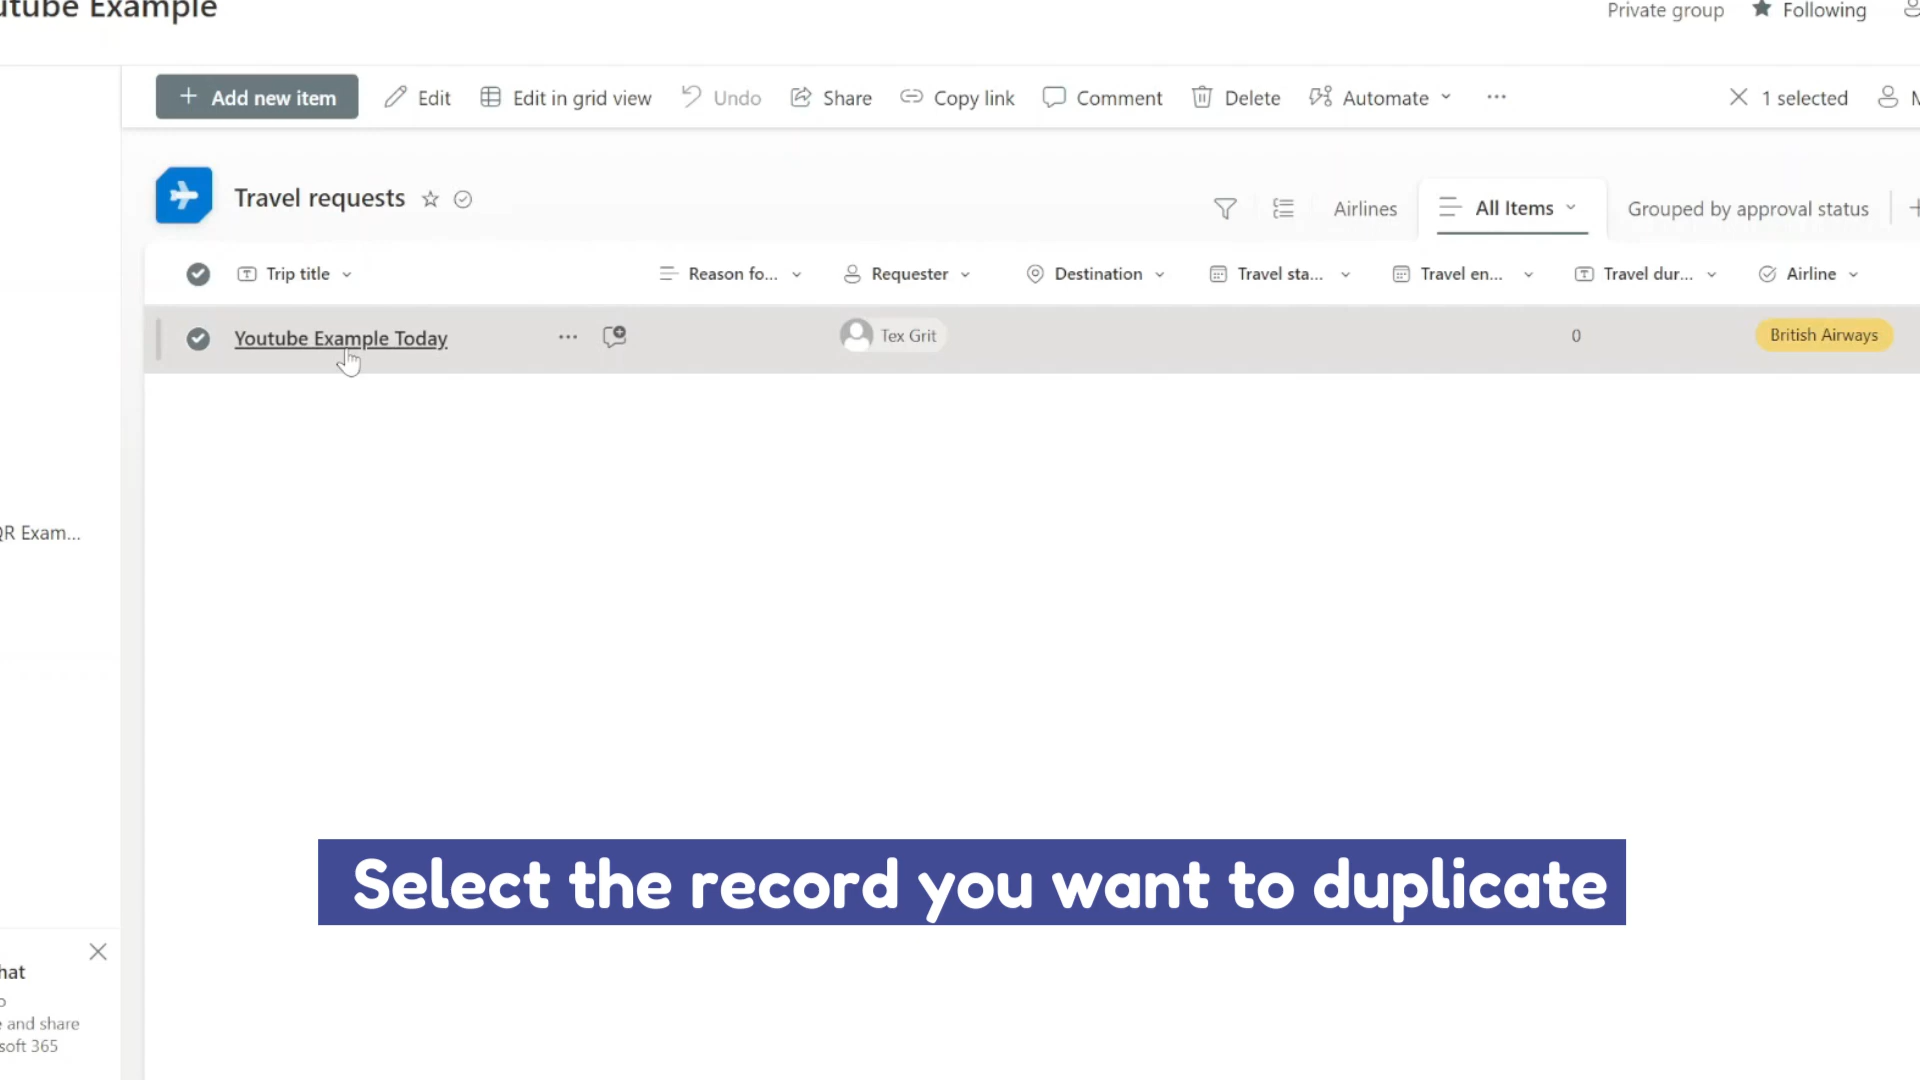 utube Example
Private group Following
Add new item Edit Edit in grid view Undo Share Copy link Comment Delete Automate 1 selected
Travel requests
Airlines All Items Grouped by approval status
Trip title Reason fo... Requester Destination Travel sta... Travel en... Travel dur... Airline
Youtube Example Today Tex Grit 0 British Airways
QR Exam...
Select the record you want to duplicate
hat
o
e and share
soft 365